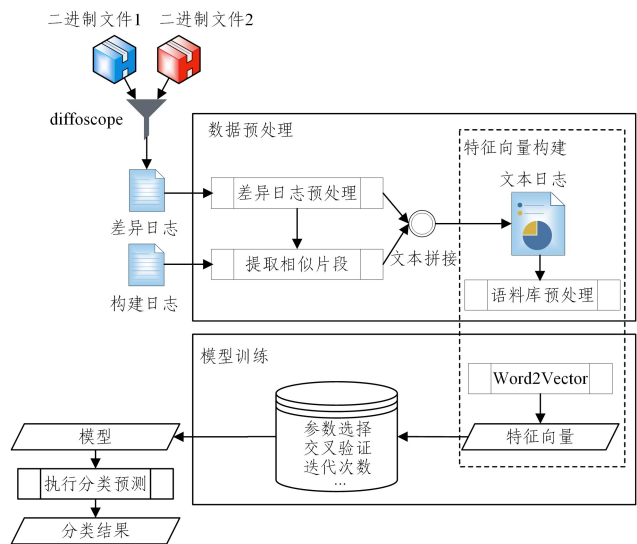 二进制文件1 二进制文件2
diffoscope
数据预处理
特征向量构建
文本日志
差异日志预处理
差异日志
提取相似片段
文本拼接
构建日志
语料库预处理
模型训练
Word2Vector
参数选择
交叉验证
迭代次数
...
特征向量
模型
执行分类预测
分类结果